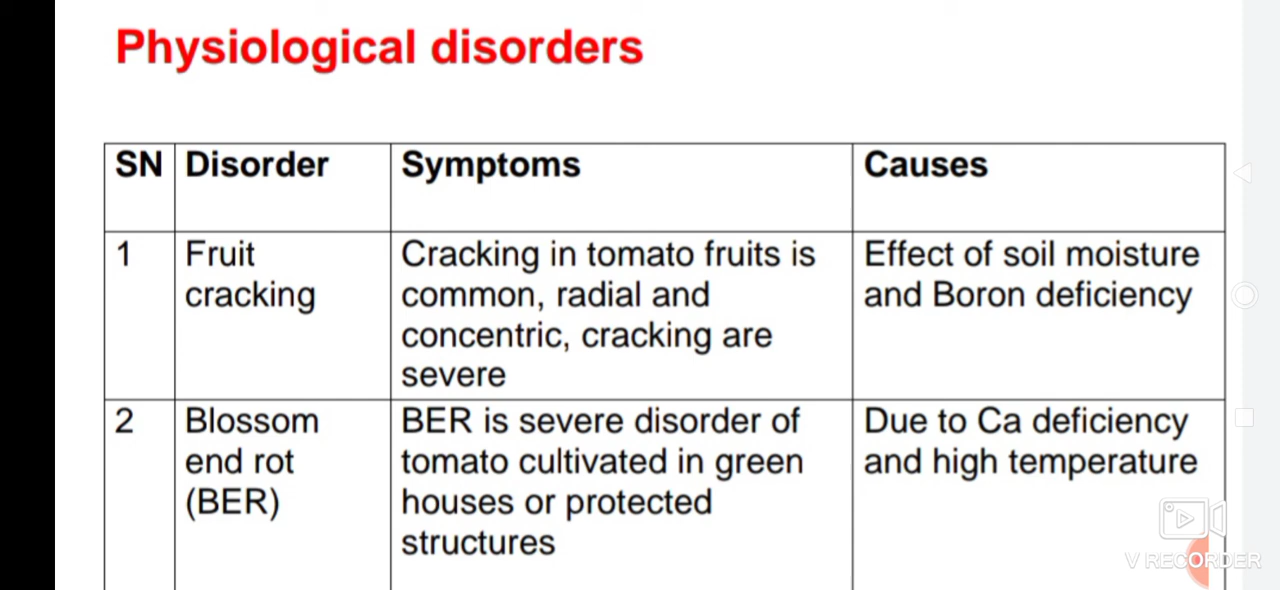 Physiological disorders
SN Disorder Symptoms Causes
1 Fruit cracking Cracking in tomato fruits is common, radial and concentric, cracking are severe Effect of soil moisture and Boron deficiency
2 Blossom end rot (BER) BER is severe disorder of tomato cultivated in green houses or protected structures Due to Ca deficiency and high temperature
V RECORDER